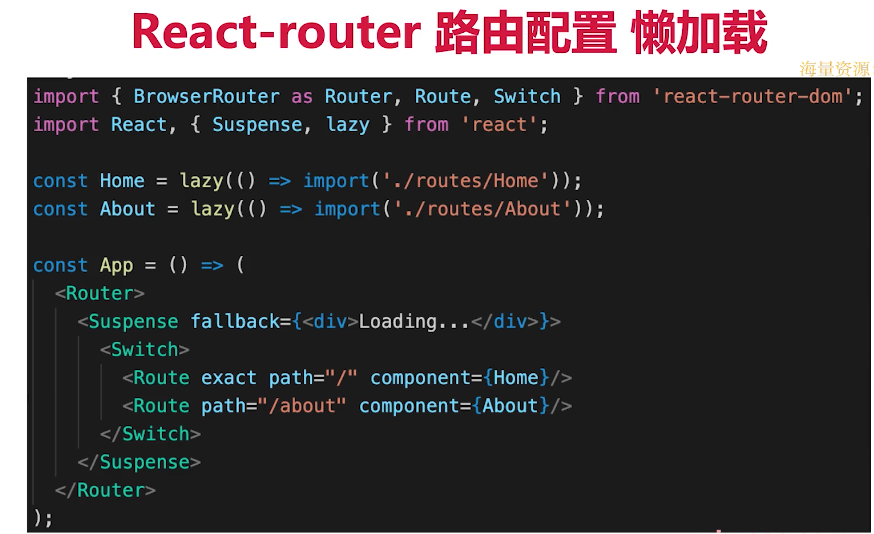 React-router 路由配置 懒加载
海量资源
import { BrowserRouter as Router, Route, Switch } from 'react-router-dom';
import React, { Suspense, lazy } from 'react';
const Home = lazy(() => import('./routes/Home'));
const About = lazy(() => import('./routes/About'));
const App = () => (
<Router>
<Suspense fallback={<div>Loading...</div>}>
<Switch>
<Route exact path="/" component={Home}/>
<Route path="/about" component={About}/>
</Switch>
</Suspense>
</Router>
);